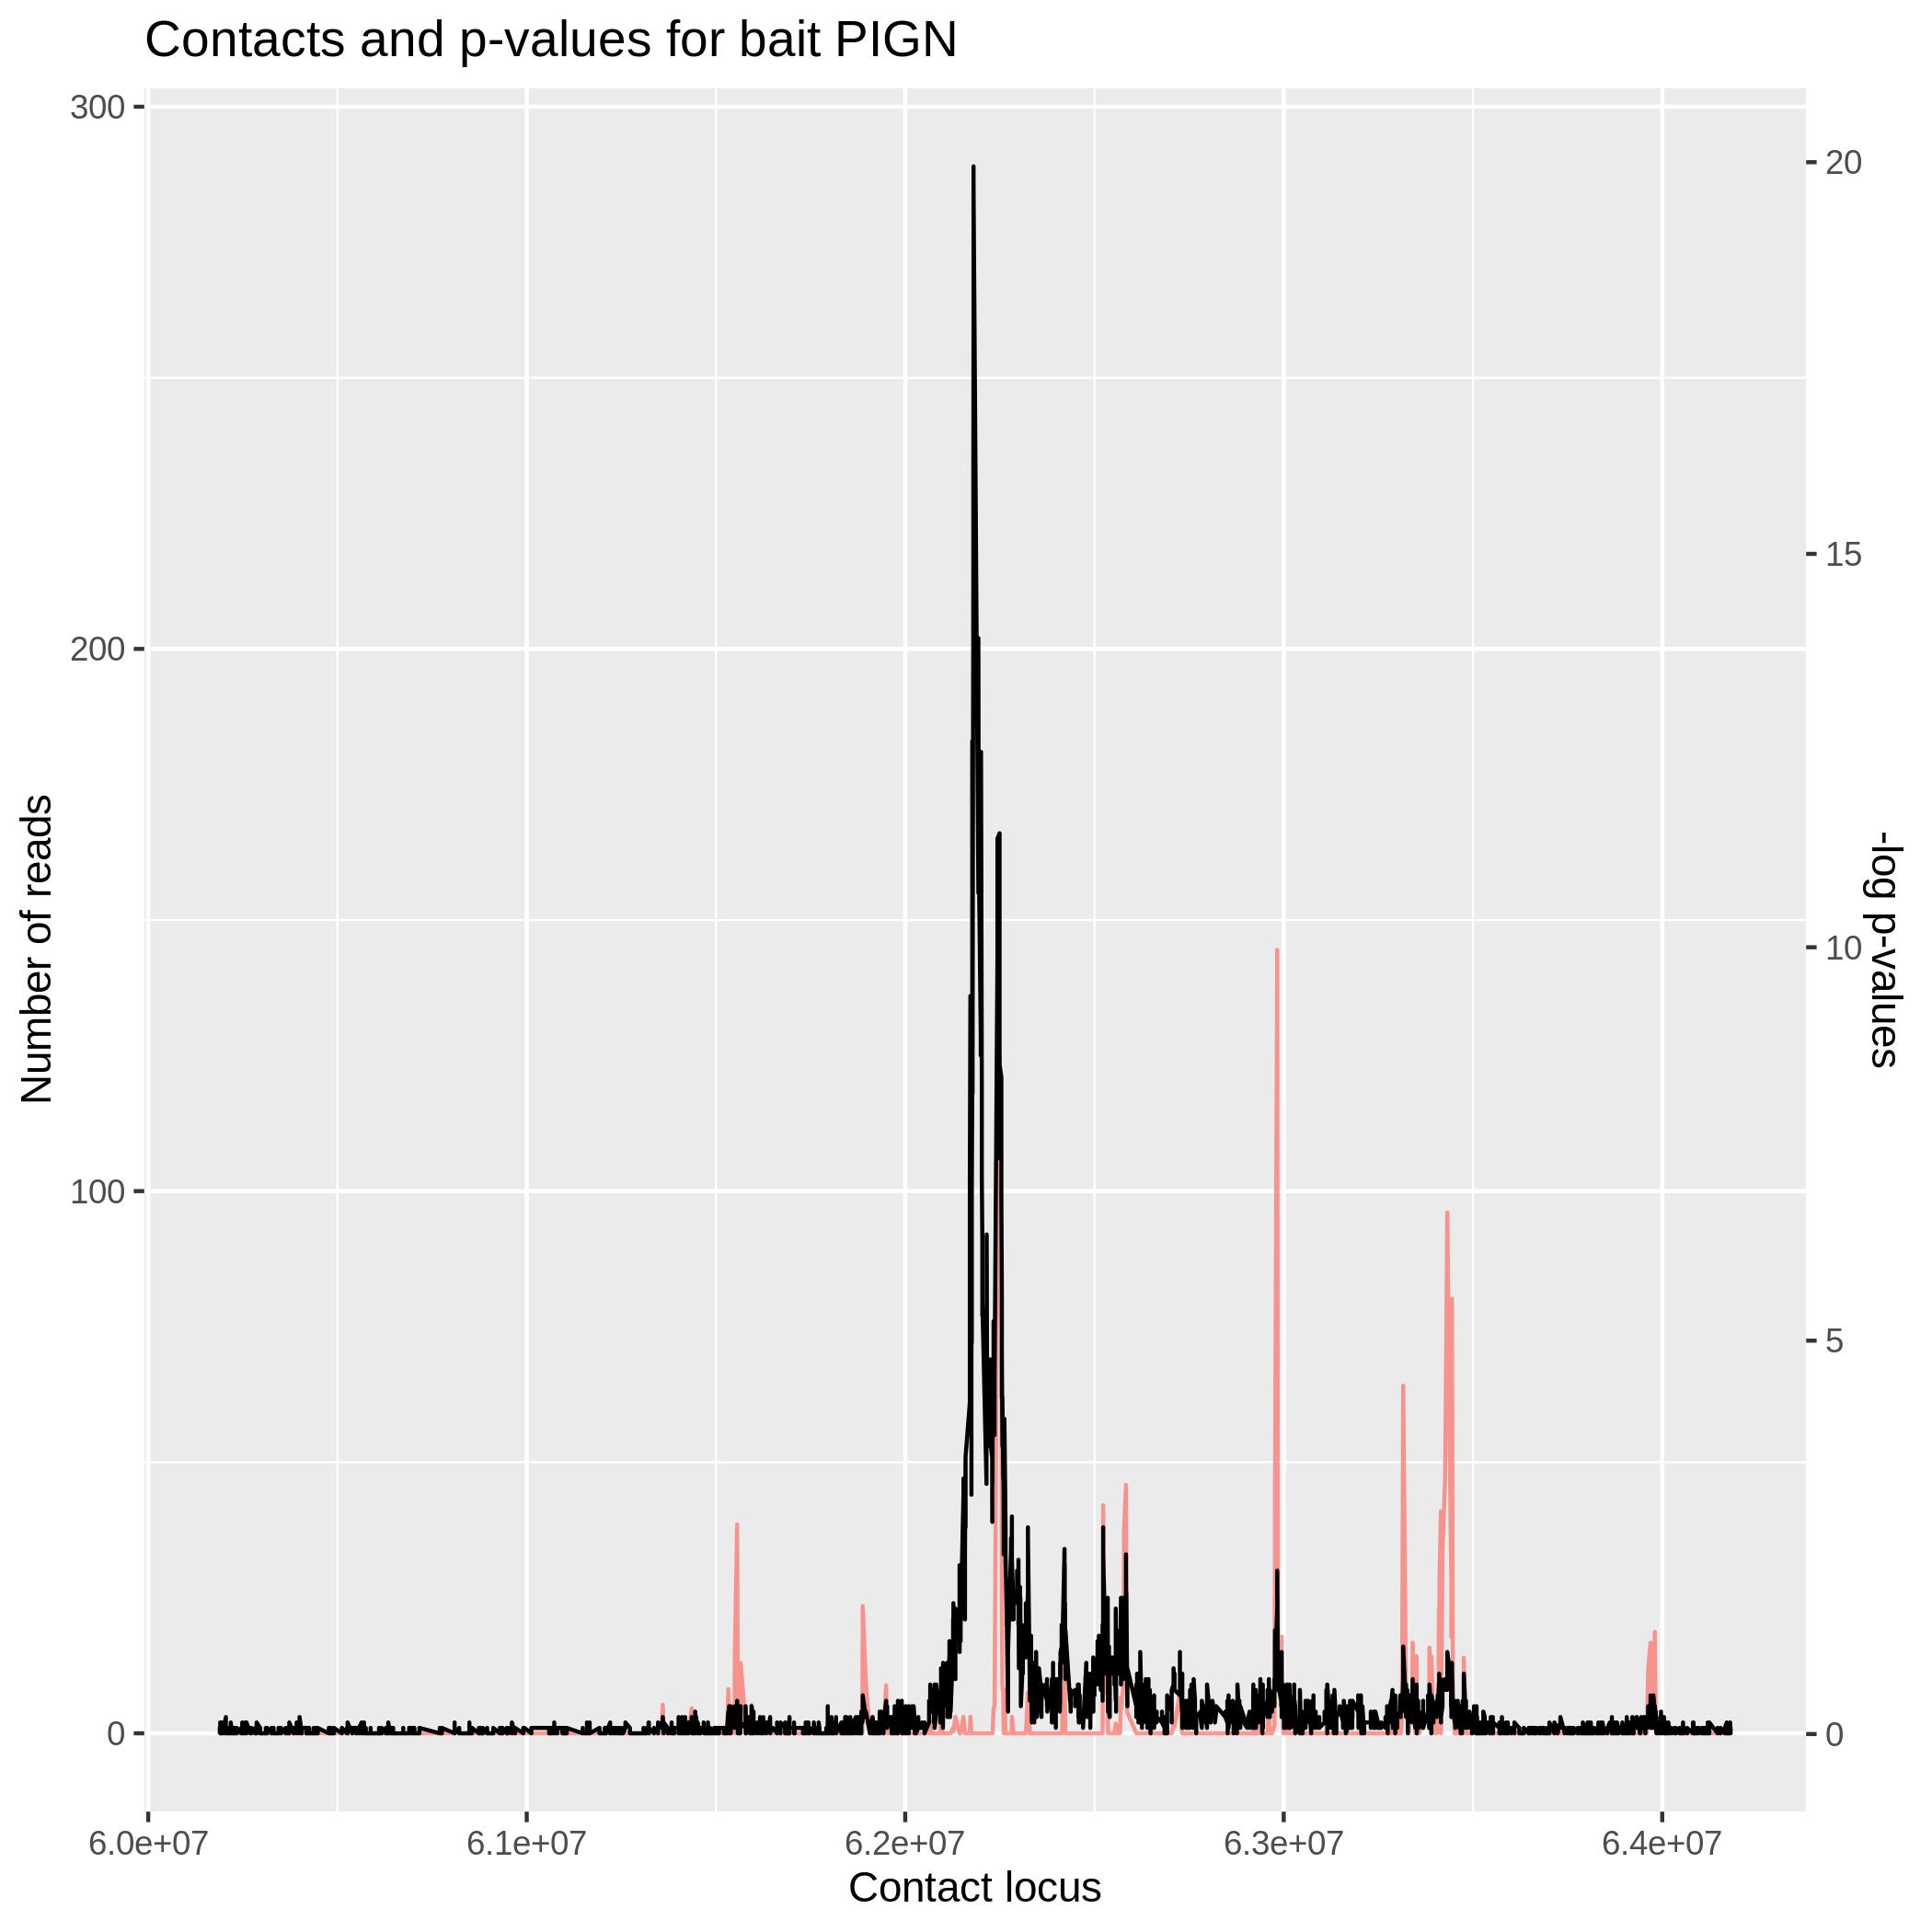 Contacts and p-values for bait PIGN
300
200
100
0
Number of reads
20
15
10
5
0
-log p-values
6.0e+07
6.1e+07
6.2e+07
6.3e+07
6.4e+07
Contact locus